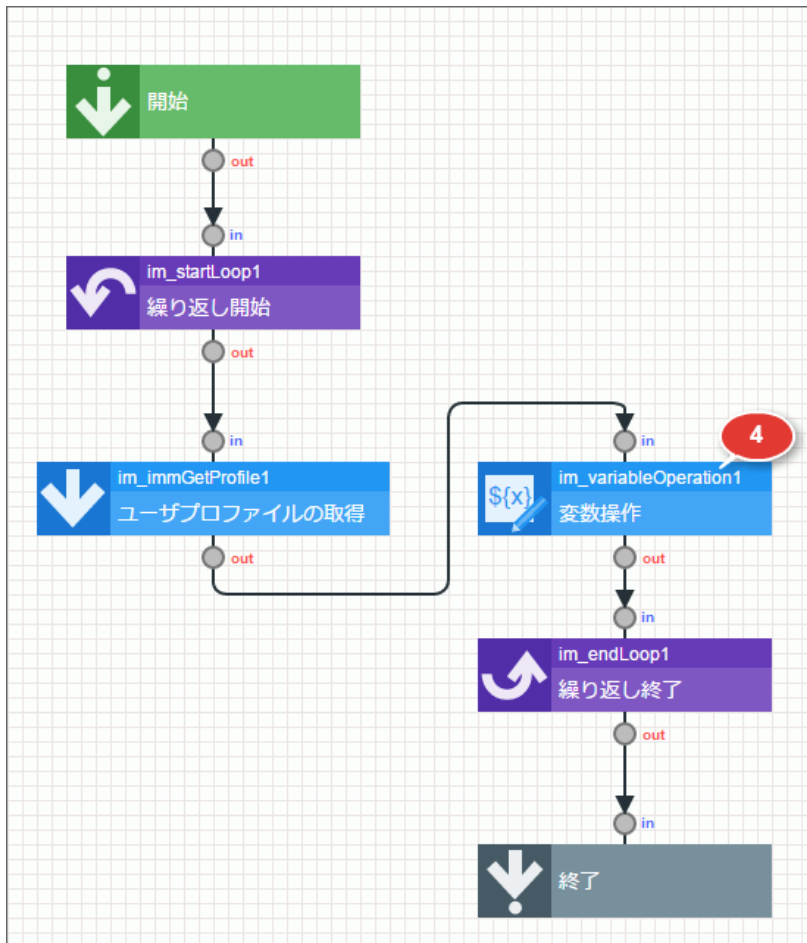 開始
out
in
im_startLoop1
繰り返し開始
out
in
im_immGetProfile1
ユーザプロファイルの取得
out
in
4
im_variableOperation1
${x}
変数操作
out
in
im_endLoop1
繰り返し終了
out
in
終了